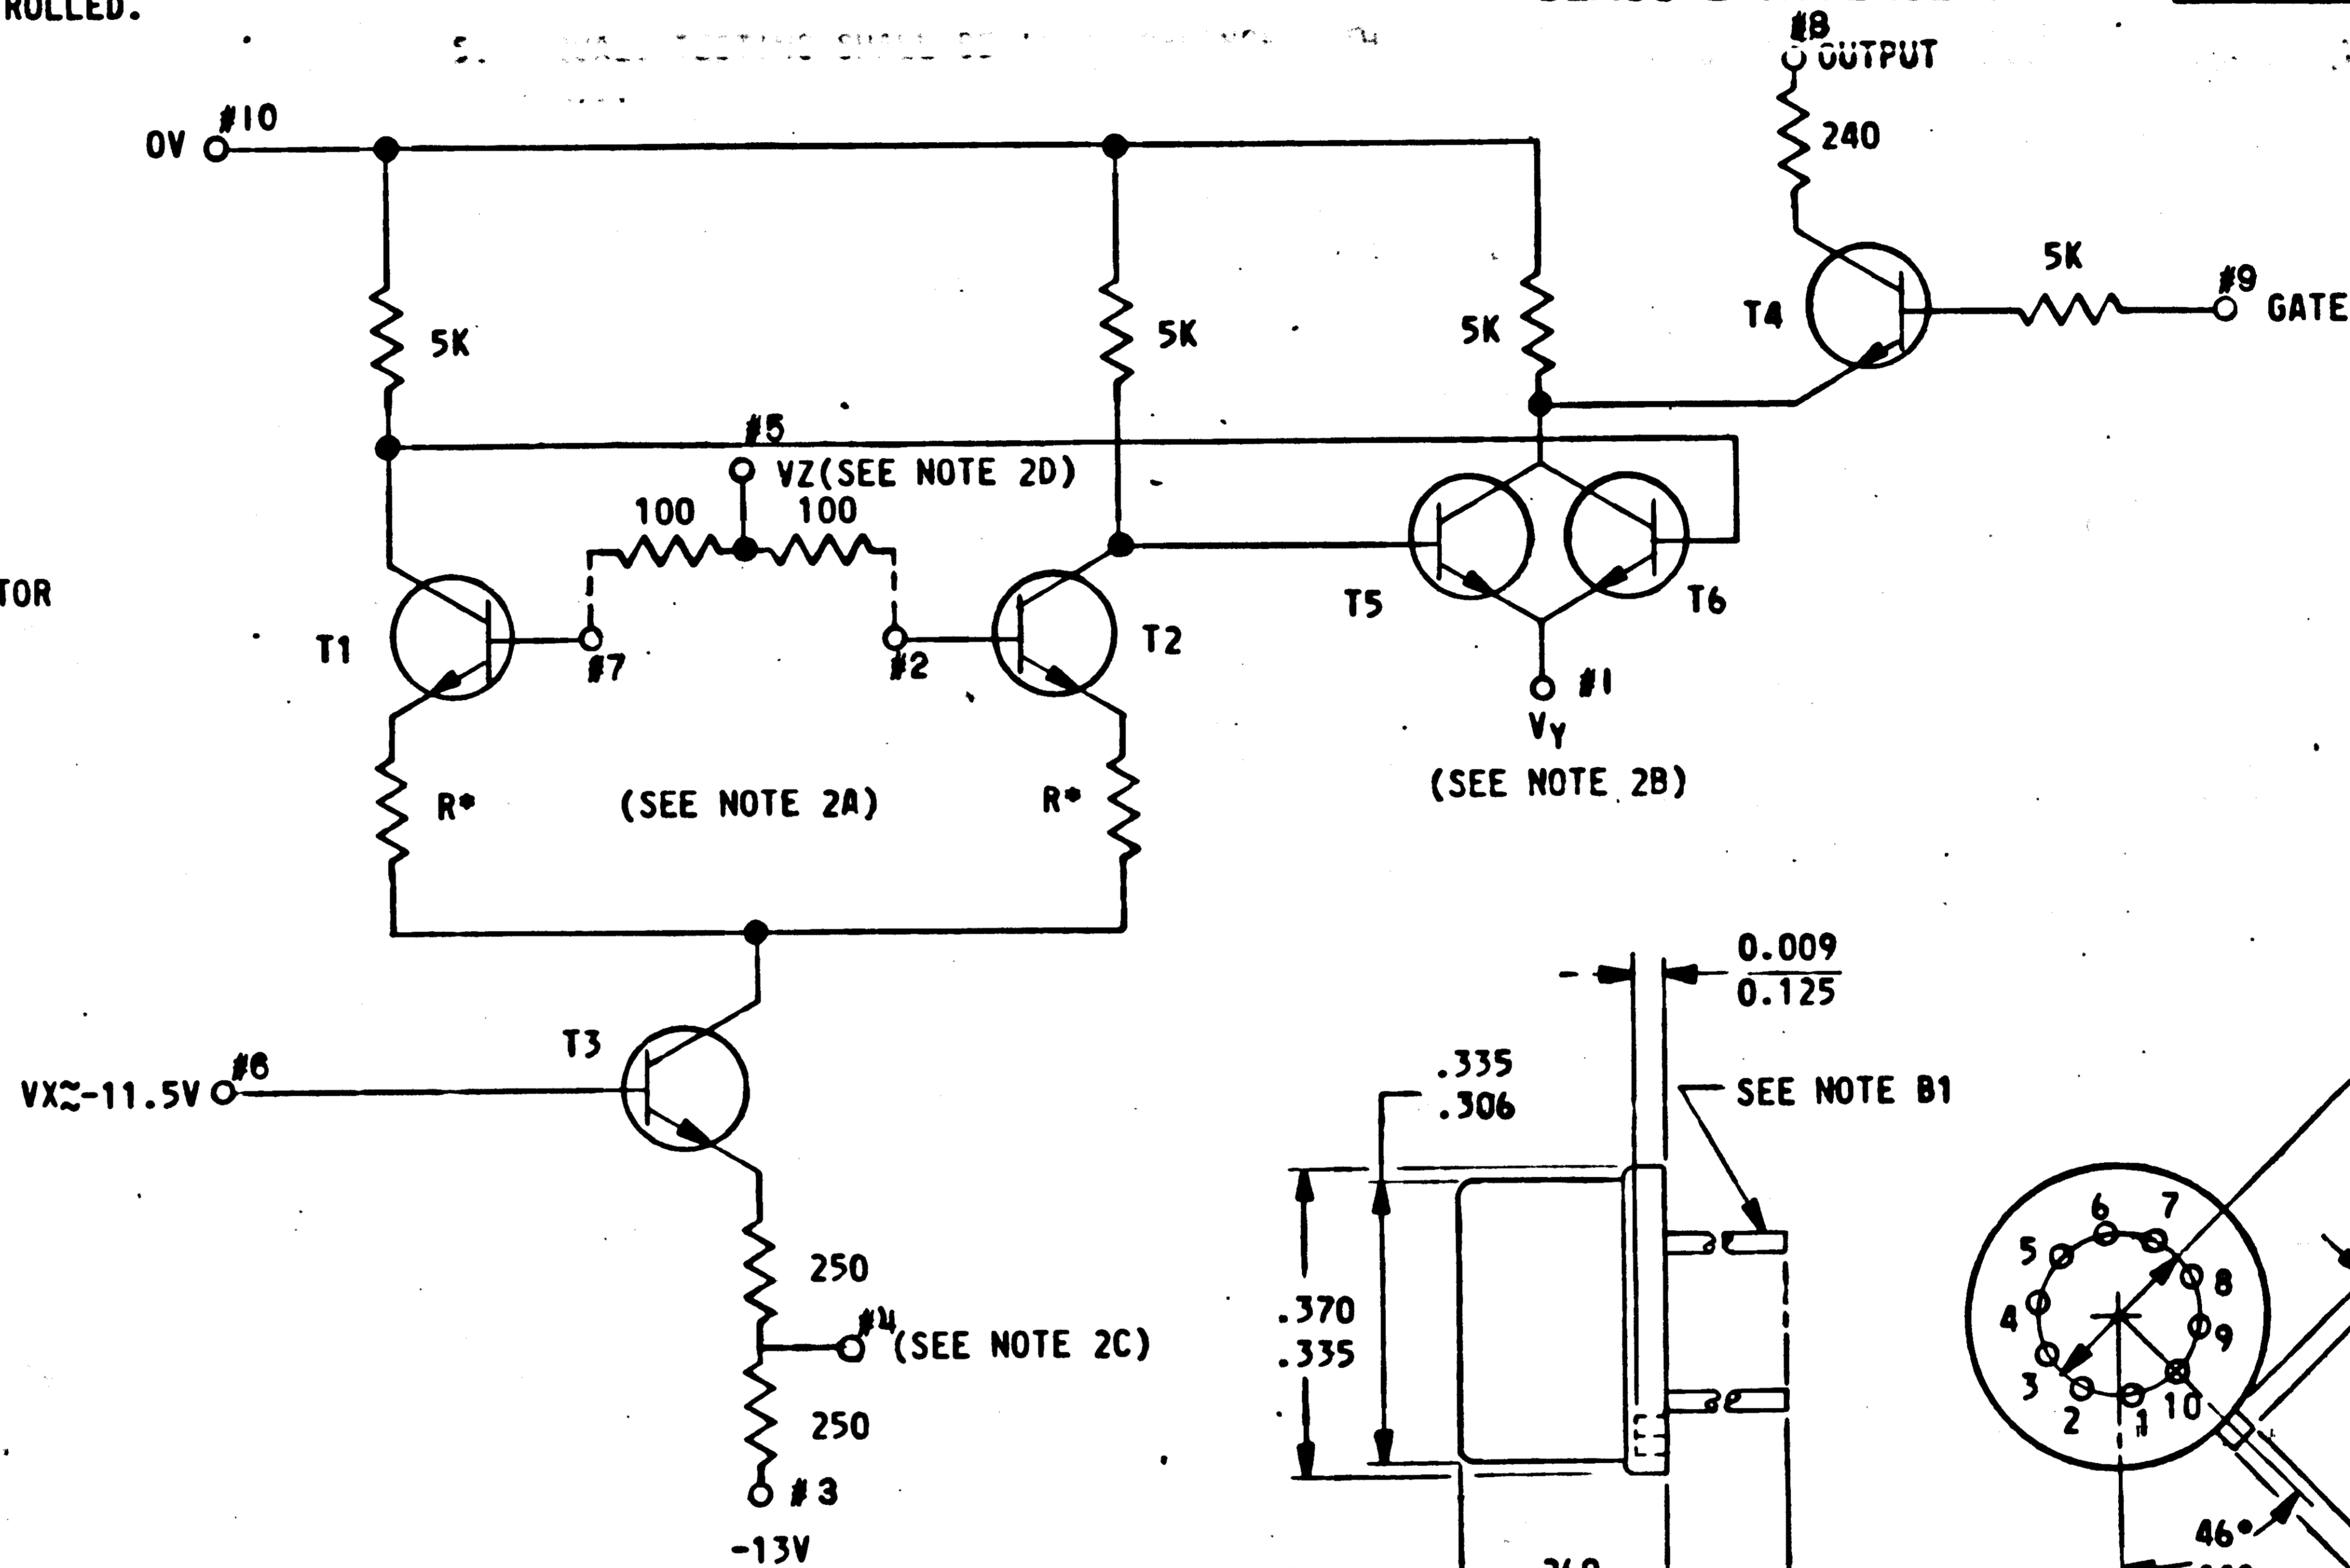 ROLLED.
5.
#8
OUTPUT
#10
0V
240
5K
#9
GATE
T4
5K
5K
5K
#5
VZ(SEE NOTE 2D)
100
100
TOR
T1
#7
#2
T2
T5
T6
#1
VY
(SEE NOTE 2B)
R*
(SEE NOTE 2A)
R*
0.009
0.125
T3
#6
VX≈-11.5V
.335
.306
SEE NOTE B1
250
#4
(SEE NOTE 2C)
.370
.335
6
7
5
8
4
9
3
10
2
1
250
#3
-13V
46°